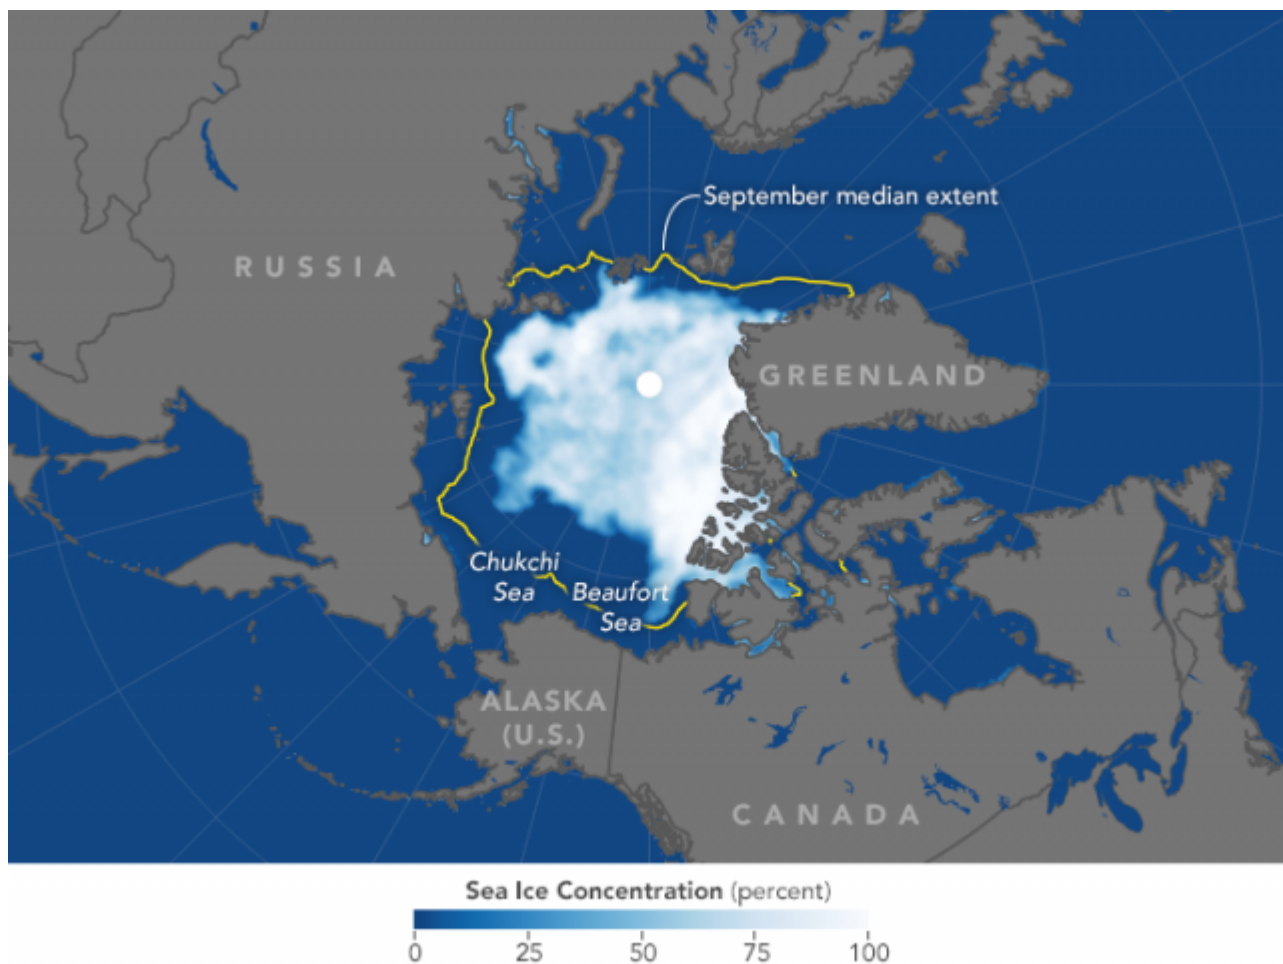 September median extent
RUSSIA
GREENLAND
Chukchi
Sea
Beaufort
Sea
ALASKA
(U.S.)
CANADA
Sea Ice Concentration (percent)
0 25 50 75 100